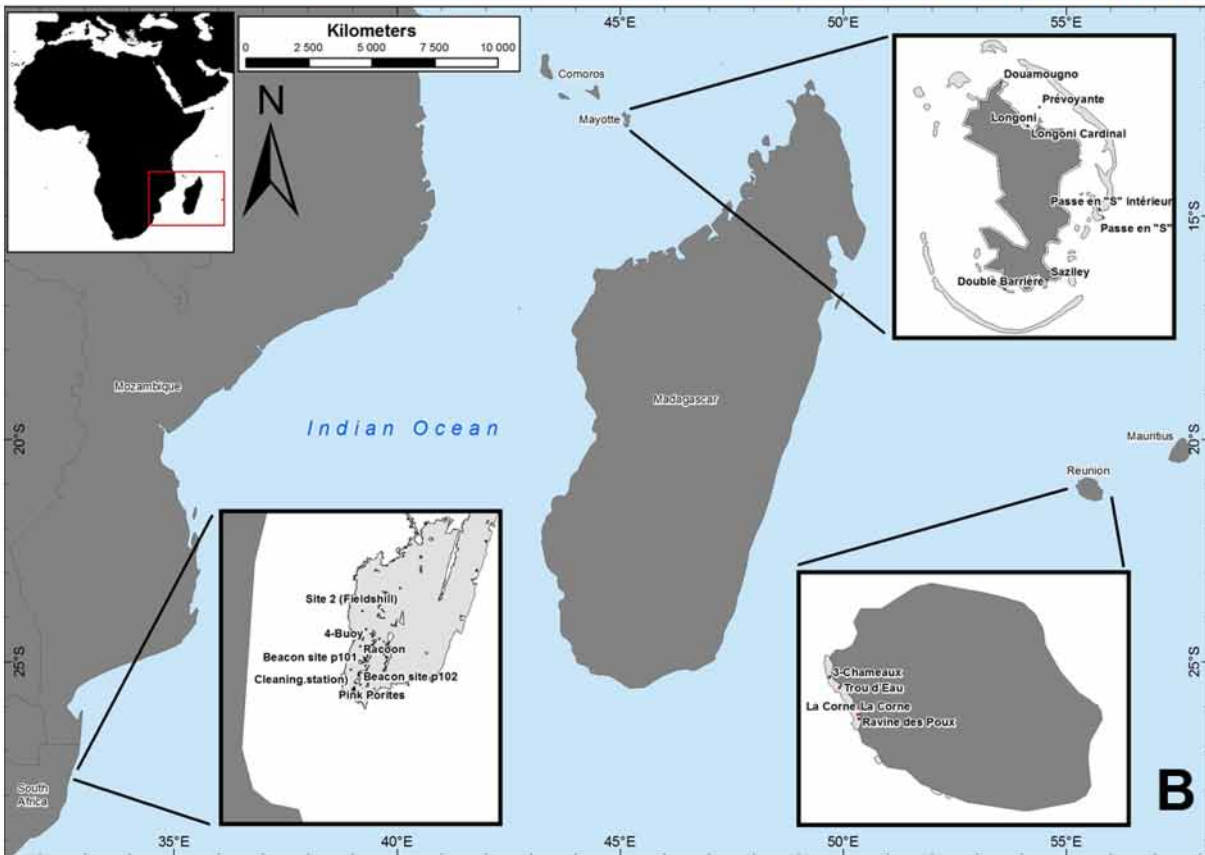 45°E
50°E
55°E
Kilometers
0 2 500 5 000 7 500 10 000
N
Comoros
Mayotte
Douamougno
Prévoyante
Longoni
Longoni Cardinal
Passe en "S" intérieur
Passe en "S"
Saziley
Double Barrière
15°S
Mozambique
Madagascar
Indian Ocean
20°S
20°S
Mauritius
Reunion
Site 2 (Fieldshill)
4-Buoy
Racoon
Beacon site p101
Beacon site p102
Cleaning.station)
Pink Porites
25°S
25°S
3-Chameaux
Trou d'Eau
La Corne La Corne
Ravine des Poux
South
Africa
B
35°E
40°E
45°E
50°E
55°E